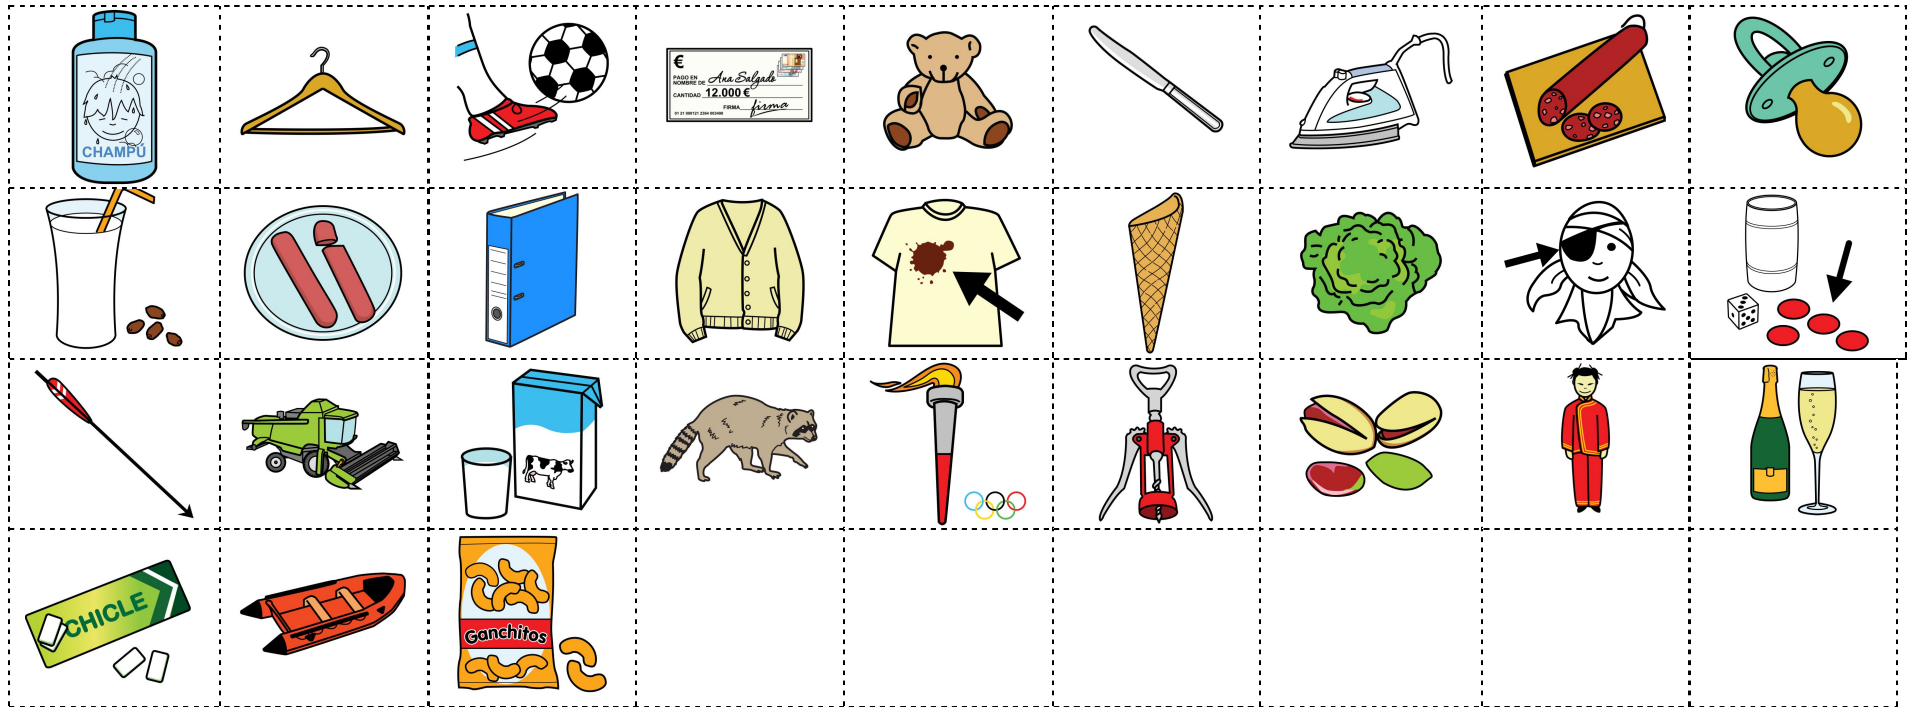 CHAMPÚ
€
PAGO EN
NOMBRE DE Ana Salgado
CANTIDAD 12.000 €
FIRMA firma
CHICLE
Ganchitos